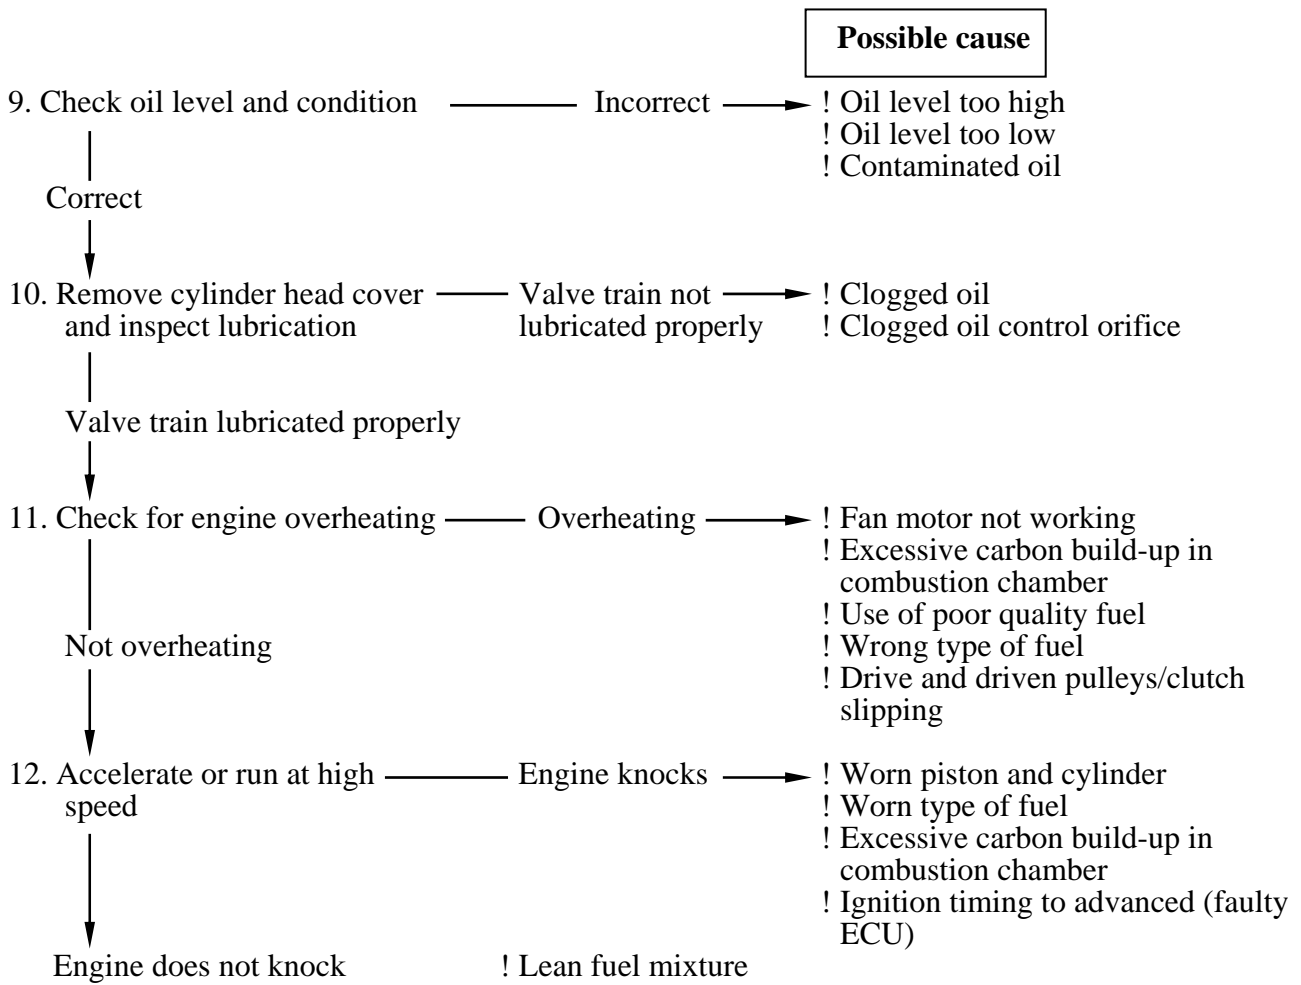 Possible cause
9. Check oil level and condition Incorrect ! Oil level too high
! Oil level too low
! Contaminated oil
Correct
10. Remove cylinder head cover Valve train not ! Clogged oil
and inspect lubrication lubricated properly ! Clogged oil control orifice
Valve train lubricated properly
11. Check for engine overheating Overheating ! Fan motor not working
! Excessive carbon build-up in
combustion chamber
! Use of poor quality fuel
Not overheating ! Wrong type of fuel
! Drive and driven pulleys/clutch
slipping
12. Accelerate or run at high Engine knocks ! Worn piston and cylinder
speed ! Worn type of fuel
! Excessive carbon build-up in
combustion chamber
! Ignition timing to advanced (faulty
ECU)
Engine does not knock ! Lean fuel mixture